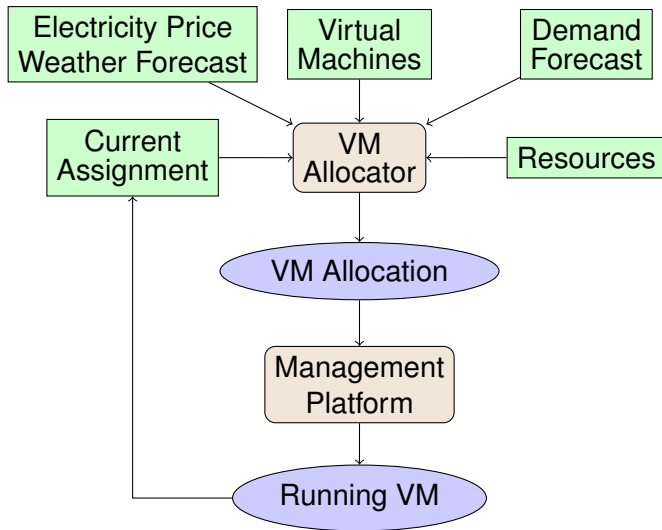 Electricity Price
Weather Forecast
Virtual
Machines
Demand
Forecast
Current
Assignment
VM
Allocator
Resources
VM Allocation
Management
Platform
Running VM